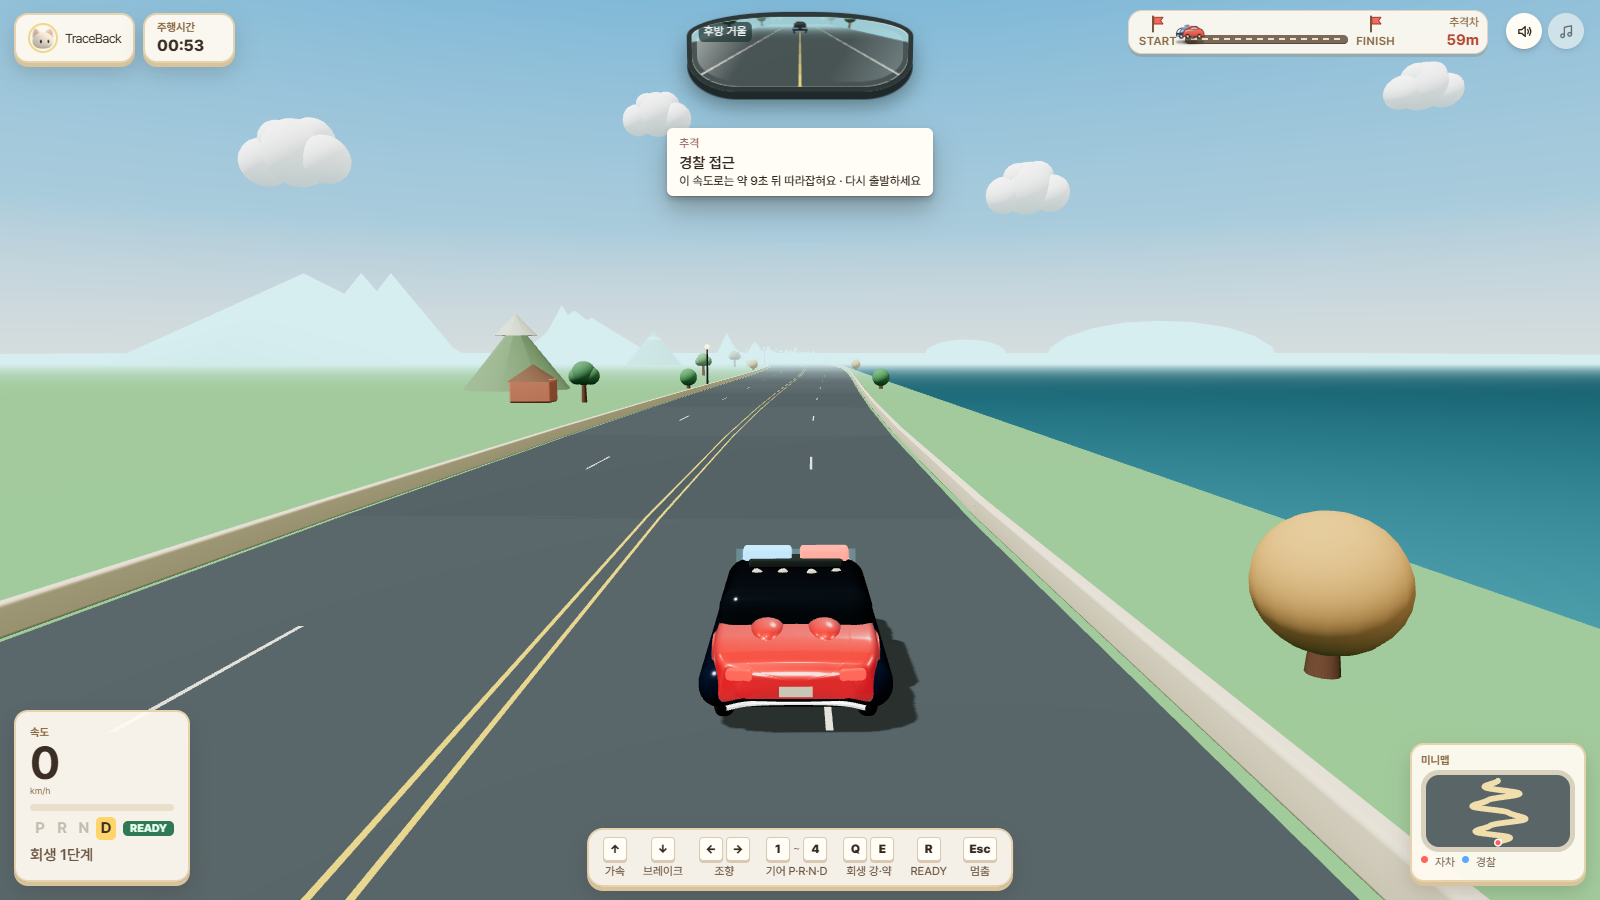 TraceBack
주행시간
00:53
후방 거울
START
FINISH
추격차
59m
추격
경찰 접근
이 속도로는 약 9초 뒤 따라잡혀요 · 다시 출발하세요
속도
0
km/h
P R N D READY
회생 1단계
↑ ↓ ← → 1 ~ 4 Q E R Esc
가속 브레이크 조향 기어 P·R·N·D 회생 강·약 READY 멈춤
미니맵
자차 경찰